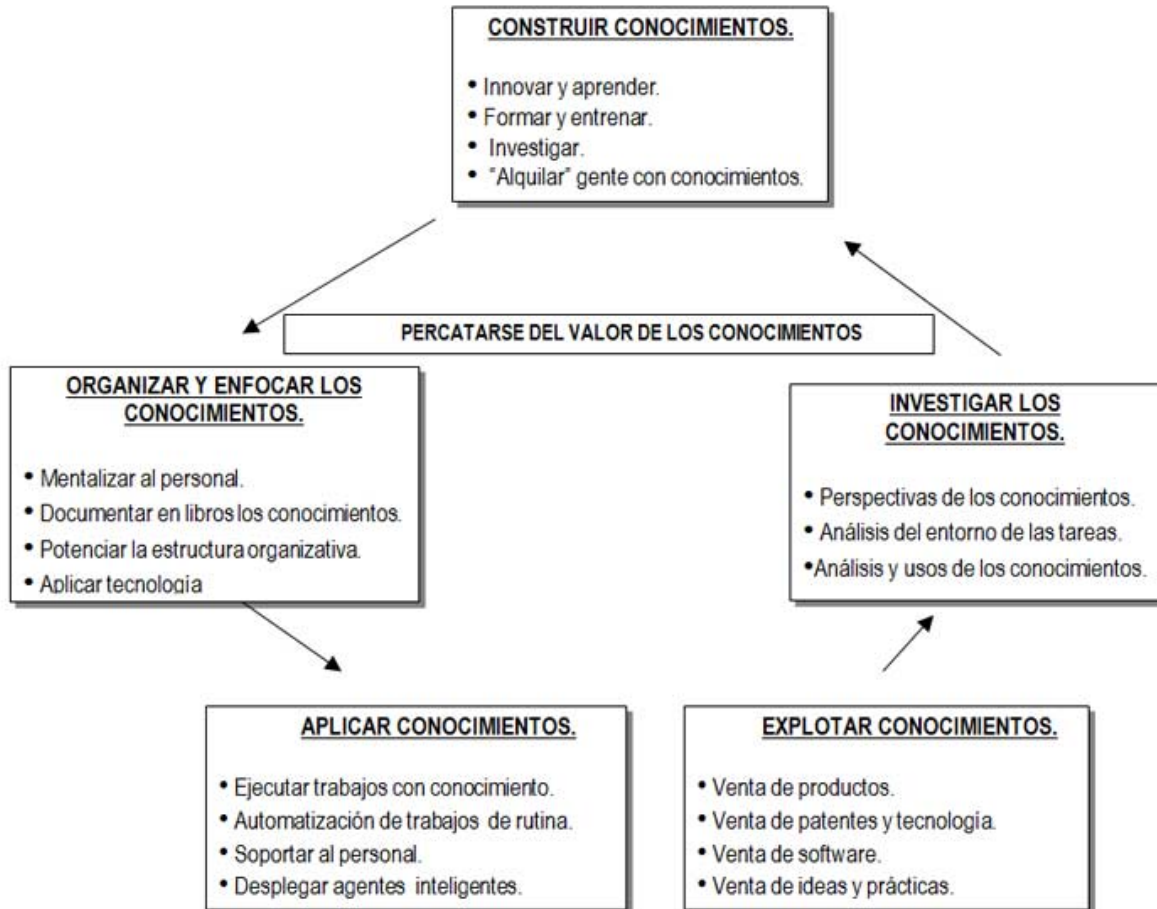 CONSTRUIR CONOCIMIENTOS.
• Innovar y aprender.
• Formar y entrenar.
• Investigar.
• "Alquilar" gente con conocimientos.
PERCATARSE DEL VALOR DE LOS CONOCIMIENTOS
ORGANIZAR Y ENFOCAR LOS
CONOCIMIENTOS.
• Mentalizar al personal.
• Documentar en libros los conocimientos.
• Potenciar la estructura organizativa.
• Aplicar tecnología
INVESTIGAR LOS
CONOCIMIENTOS.
• Perspectivas de los conocimientos.
• Análisis del entorno de las tareas.
•Análisis y usos de los conocimientos.
APLICAR CONOCIMIENTOS.
• Ejecutar trabajos con conocimiento.
• Automatización de trabajos de rutina.
• Soportar al personal.
• Desplegar agentes inteligentes.
EXPLOTAR CONOCIMIENTOS.
• Venta de productos.
• Venta de patentes y tecnología.
• Venta de software.
• Venta de ideas y prácticas.